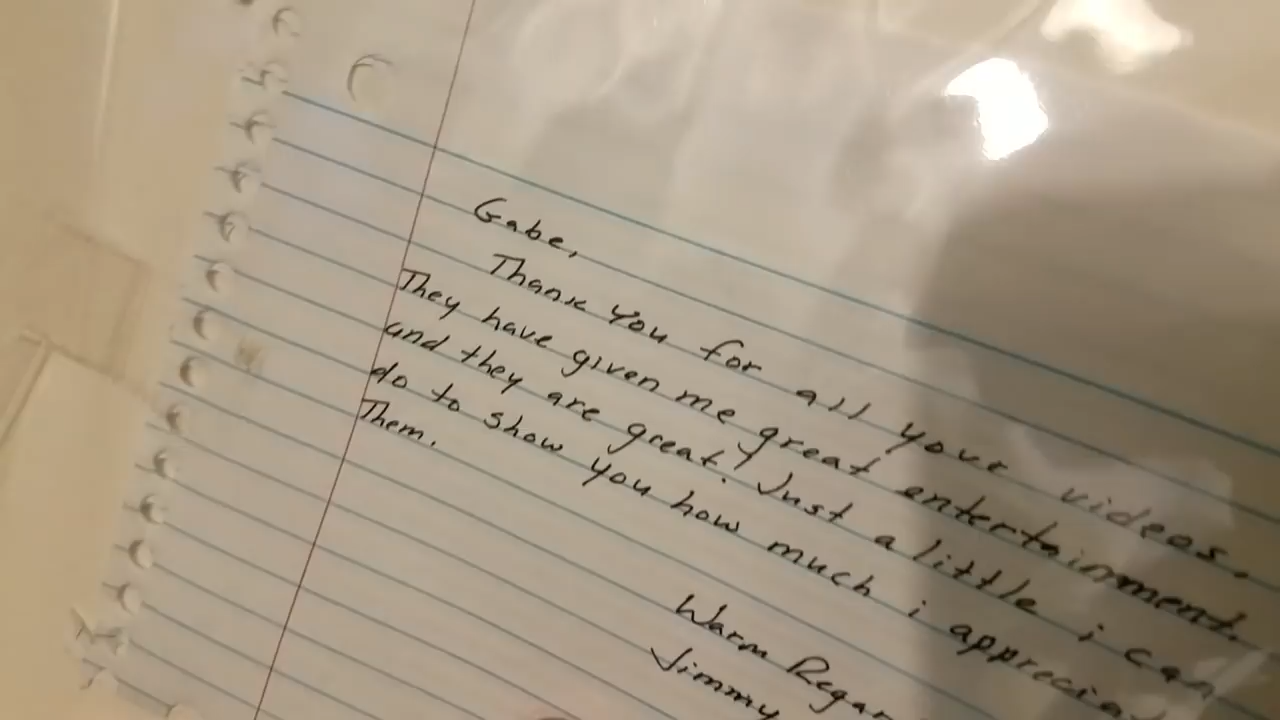 Gabe,
Thank you for all your videos.
They have given me great entertainment.
and they are great! Just a little i can
do to show you how much i apprecia
Them.
Warm Regar
Jimmy